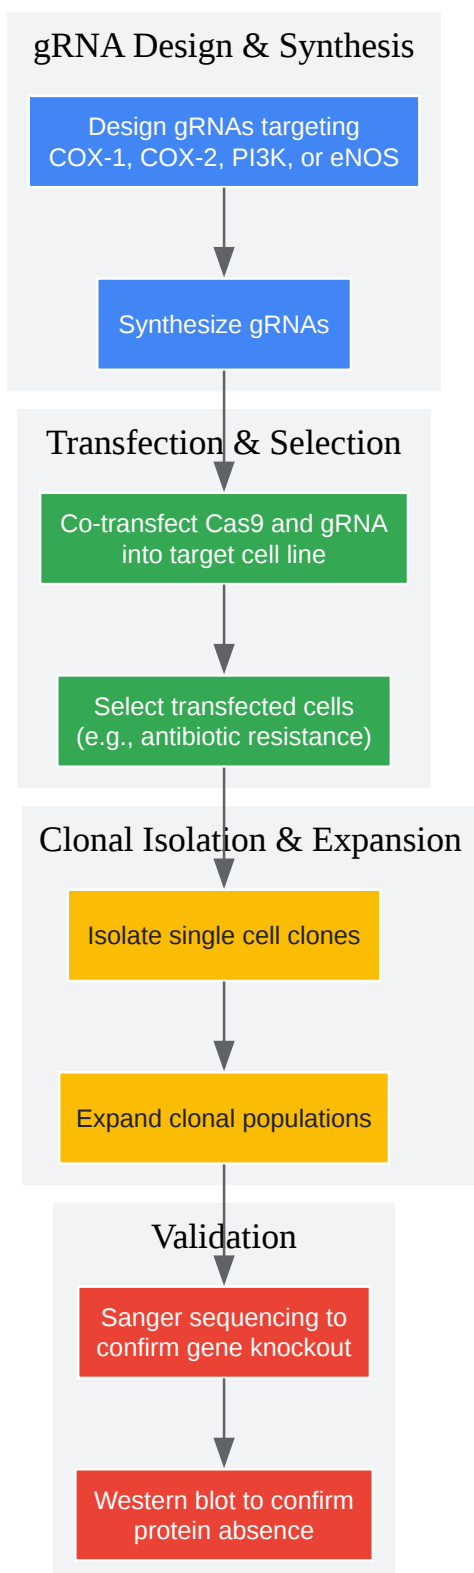 gRNA Design & Synthesis
Design gRNAs targeting
COX-1, COX-2, PI3K, or eNOS
Synthesize gRNAs
Transfection & Selection
Co-transfect Cas9 and gRNA
into target cell line
Select transfected cells
(e.g., antibiotic resistance)
Clonal Isolation & Expansion
Isolate single cell clones
Expand clonal populations
Validation
Sanger sequencing to
confirm gene knockout
Western blot to confirm
protein absence